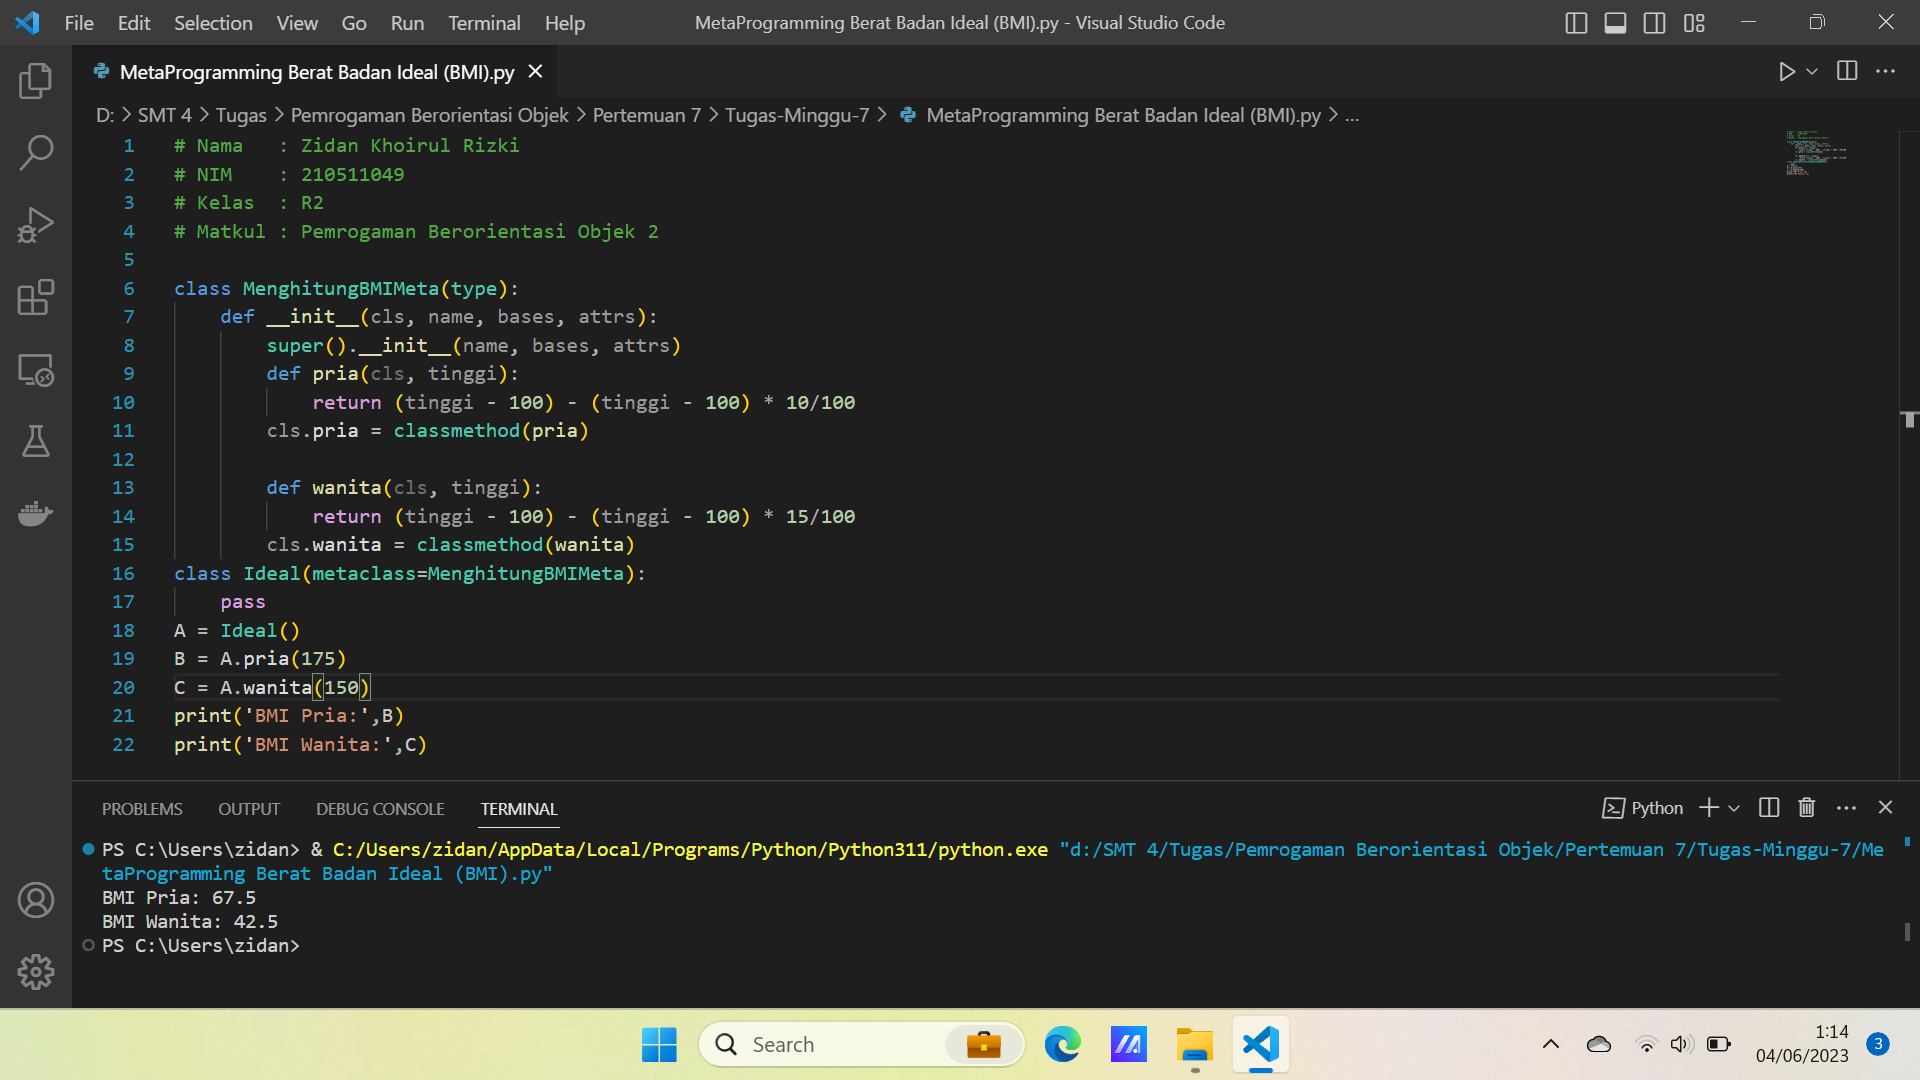 File Edit Selection View Go Run Terminal Help MetaProgramming Berat Badan Ideal (BMI).py - Visual Studio Code
MetaProgramming Berat Badan Ideal (BMI).py
D: > SMT 4 > Tugas > Pemrogaman Berorientasi Objek > Pertemuan 7 > Tugas-Minggu-7 > MetaProgramming Berat Badan Ideal (BMI).py > ...
1 # Nama   : Zidan Khoirul Rizki
2 # NIM    : 210511049
3 # Kelas  : R2
4 # Matkul : Pemrogaman Berorientasi Objek 2
5
6 class MenghitungBMIMeta(type):
7     def __init__(cls, name, bases, attrs):
8         super().__init__(name, bases, attrs)
9         def pria(cls, tinggi):
10             return (tinggi - 100) - (tinggi - 100) * 10/100
11         cls.pria = classmethod(pria)
12
13         def wanita(cls, tinggi):
14             return (tinggi - 100) - (tinggi - 100) * 15/100
15         cls.wanita = classmethod(wanita)
16 class Ideal(metaclass=MenghitungBMIMeta):
17     pass
18 A = Ideal()
19 B = A.pria(175)
20 C = A.wanita(150)
21 print('BMI Pria:',B)
22 print('BMI Wanita:',C)
PROBLEMS OUTPUT DEBUG CONSOLE TERMINAL Python
PS C:\Users\zidan> & C:/Users/zidan/AppData/Local/Programs/Python/Python311/python.exe "d:/SMT 4/Tugas/Pemrogaman Berorientasi Objek/Pertemuan 7/Tugas-Minggu-7/Me
taProgramming Berat Badan Ideal (BMI).py"
BMI Pria: 67.5
BMI Wanita: 42.5
PS C:\Users\zidan>
Search
1:14
04/06/2023
3